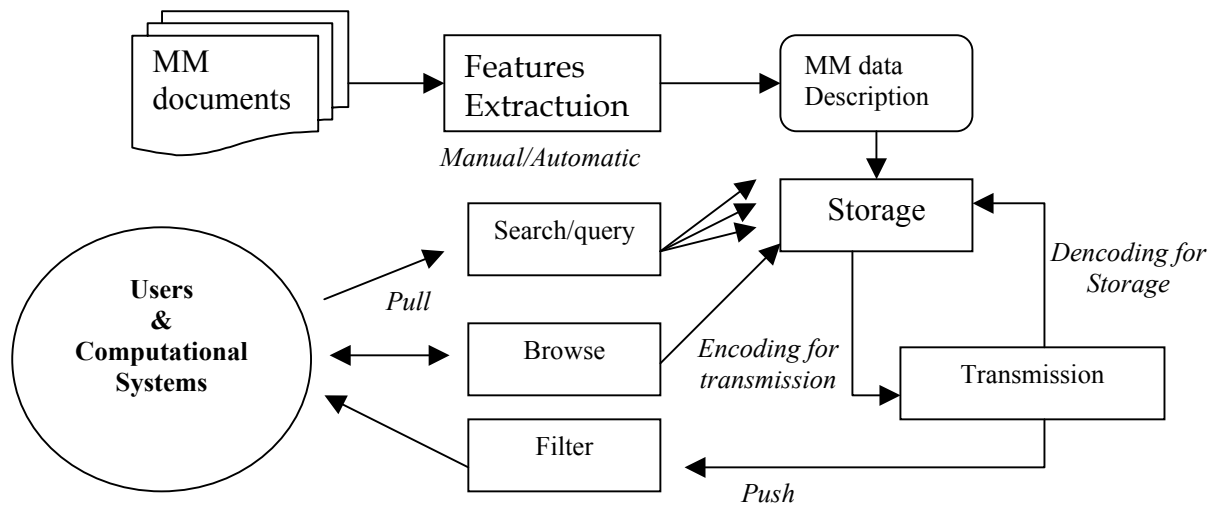 MM
documents
Features
Extractuion
Manual/Automatic
MM data
Description
Storage
Search/query
Pull
Users
&
Computational
Systems
Browse
Encoding for
transmission
Dencoding for
Storage
Transmission
Filter
Push